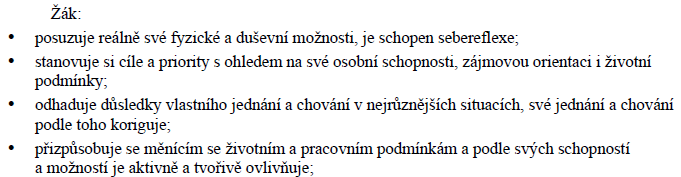 Žák:
• posuzuje reálně své fyzické a duševní možnosti, je schopen sebereflexe;
• stanovuje si cíle a priority s ohledem na své osobní schopnosti, zájmovou orientaci i životní
podmínky;
• odhaduje důsledky vlastního jednání a chování v nejrůznějších situacích, své jednání a chování
podle toho koriguje;
• přizpůsobuje se měnícím se životním a pracovním podmínkám a podle svých schopností
a možností je aktivně a tvořivě ovlivňuje;